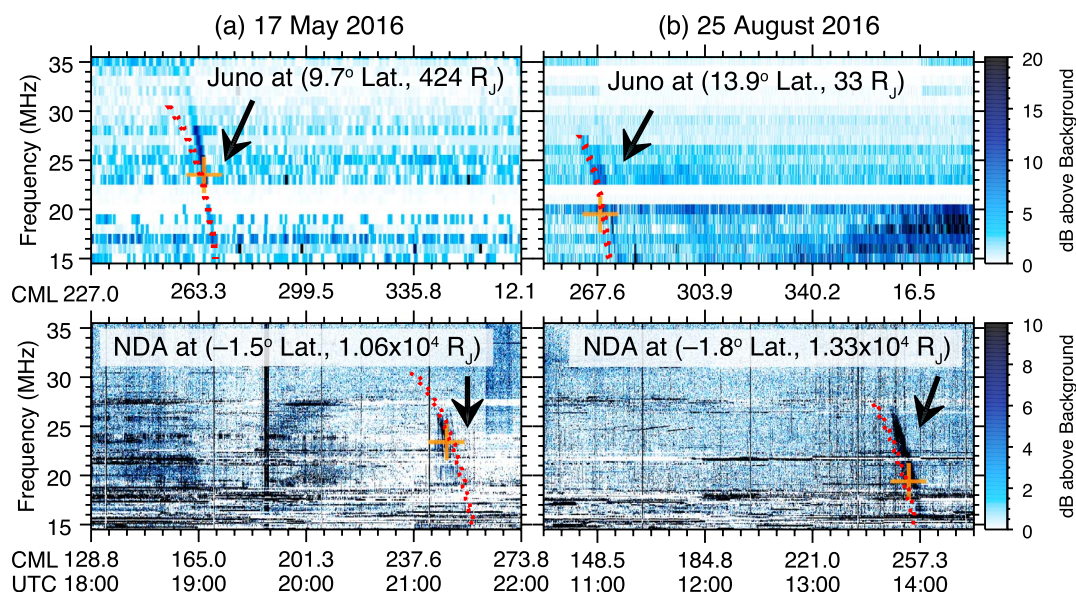 (a) 17 May 2016
(b) 25 August 2016
Frequency (MHz)
35
30
25
20
15
Juno at (9.7o Lat., 424 RJ)
Juno at (13.9o Lat., 33 RJ)
20
15
10
5
0
dB above Background
CML 227.0 263.3 299.5 335.8 12.1
267.6 303.9 340.2 16.5
Frequency (MHz)
35
30
25
20
15
NDA at (–1.5o Lat., 1.06x10⁴ RJ)
NDA at (–1.8o Lat., 1.33x10⁴ RJ)
10
8
6
4
2
0
dB above Background
CML 128.8 165.0 201.3 237.6 273.8 148.5 184.8 221.0 257.3
UTC 18:00 19:00 20:00 21:00 22:00 11:00 12:00 13:00 14:00